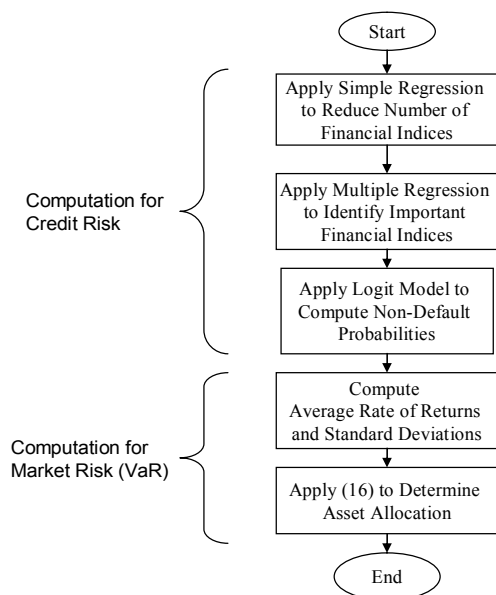 Start
Apply Simple Regression
to Reduce Number of
Financial Indices
Computation for
Credit Risk
Apply Multiple Regression
to Identify Important
Financial Indices
Apply Logit Model to
Compute Non-Default
Probabilities
Compute
Average Rate of Returns
and Standard Deviations
Computation for
Market Risk (VaR)
Apply (16) to Determine
Asset Allocation
End